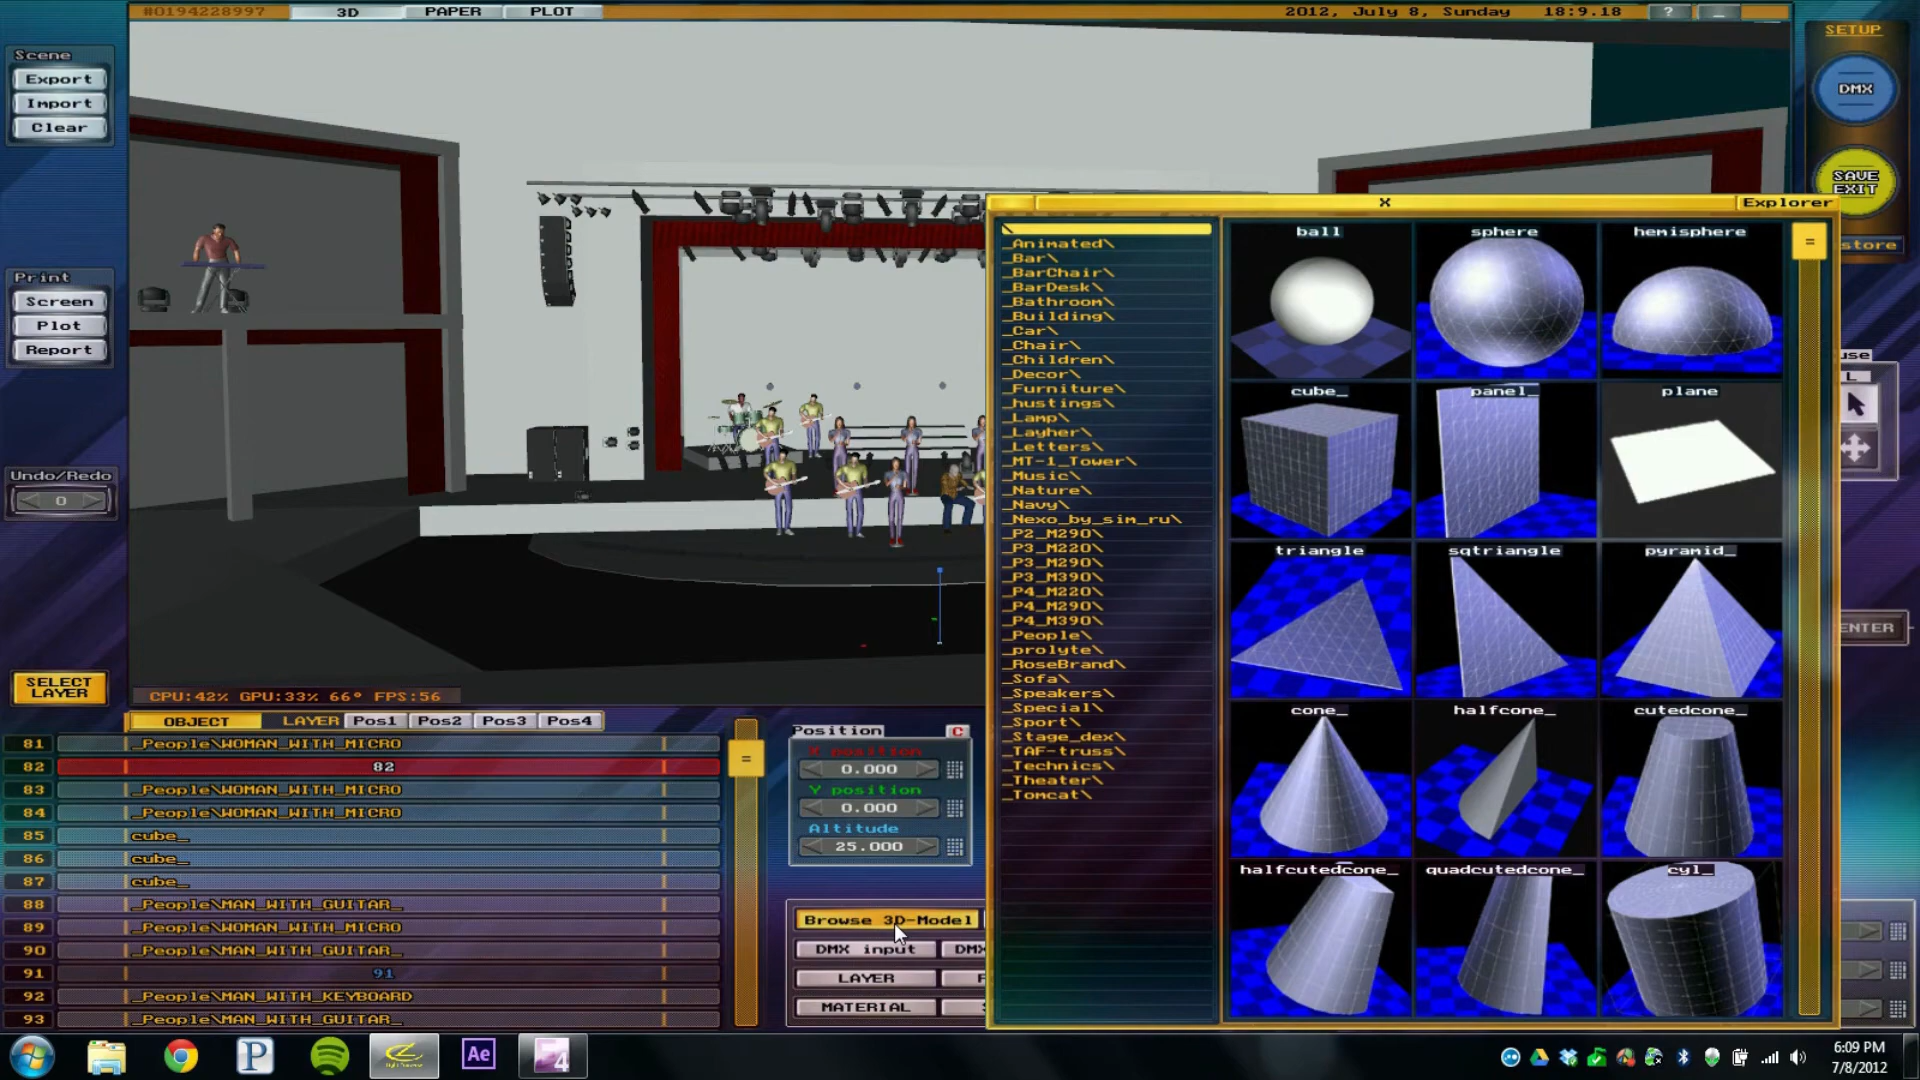 #0194228997
3D
PAPER
PLOT
2012, July 8, Sunday 18:9.18
?
_
SETUP
DMX
SAVE
EXIT
store
Scene
Export
Import
Clear
Print
Screen
Plot
Report
Undo/Redo
0
SELECT
LAYER
CPU:42% GPU:33% 66° FPS:56
X
Explorer
\
_Animated\
_Bar\
_BarChair\
_BarDesk\
_Bathroom\
_Building\
_Car\
_Chair\
_Children\
_Decor\
_Furniture\
_hustings\
_Lamp\
_Layher\
_Letters\
_MT-1_Tower\
_Music\
_Nature\
_Navy\
_Nexo_by_sim_ru\
_P2_M290\
_P3_M220\
_P3_M290\
_P3_M390\
_P4_M220\
_P4_M290\
_P4_M390\
_People\
_prolyte\
_RoseBrand\
_Sofa\
_Speakers\
_Special\
_Sport\
_Stage_dex\
_TAF-truss\
_Technics\
_Theater\
_Tomcat\
ball
sphere
hemisphere
cube_
panel_
plane
triangle
sqtriangle
pyramid_
cone_
halfcone_
cutedcone_
halfcutedcone_
quadcutedcone_
cyl_
=
use
L
ENTER
OBJECT
LAYER
Pos1
Pos2
Pos3
Pos4
81 _People\WOMAN_WITH_MICRO
82 82
83 _People\WOMAN_WITH_MICRO
84 _People\WOMAN_WITH_MICRO
85 cube_
86 cube_
87 cube_
88 _People\MAN_WITH_GUITAR_
89 _People\WOMAN_WITH_MICRO
90 _People\MAN_WITH_GUITAR_
91 91
92 _People\MAN_WITH_KEYBOARD
93 _People\MAN_WITH_GUITAR_
=
Position
C
X position
0.000
Y position
0.000
Altitude
25.000
Browse 3D-Model
DMX input
DMX
LAYER
MATERIAL
P
Ae
4
6:09 PM
7/8/2012